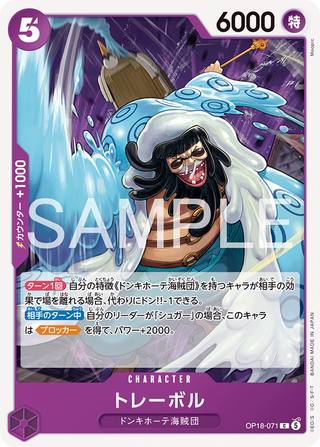 5
6000
特
Moopic
カウンター +1000
SAMPLE
ターン1回 自分の特徴《ドンキホーテ海賊団》を持つキャラが相手の効
果で場を離れる場合、代わりにドン!!-1できる。
相手のターン中 自分のリーダーが「シュガー」の場合、このキャラ
は ブロッカー を得て、パワー+2000。
CHARACTER
トレーボル
ドンキホーテ海賊団
OP18-071 C 5
©E.O/S ©E.O./S.・F・T BANDAI MADE IN JAPAN